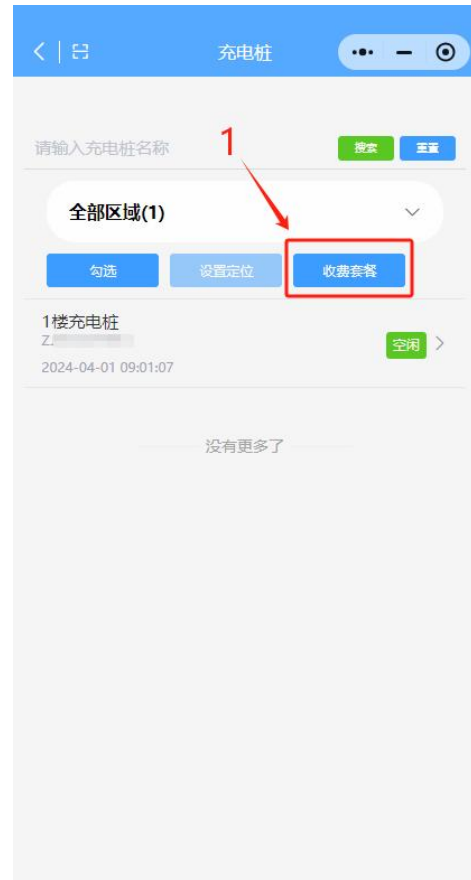 充电桩
请输入充电桩名称
1
搜索
重置
全部区域(1)
勾选
设置定位
收费套餐
1楼充电桩
Z
空闲
2024-04-01 09:01:07
没有更多了